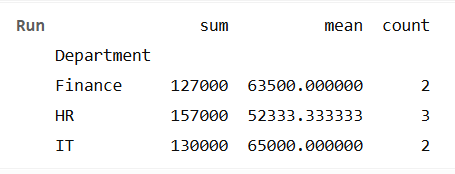 Run sum mean count
Department
Finance 127000 63500.000000 2
HR 157000 52333.333333 3
IT 130000 65000.000000 2